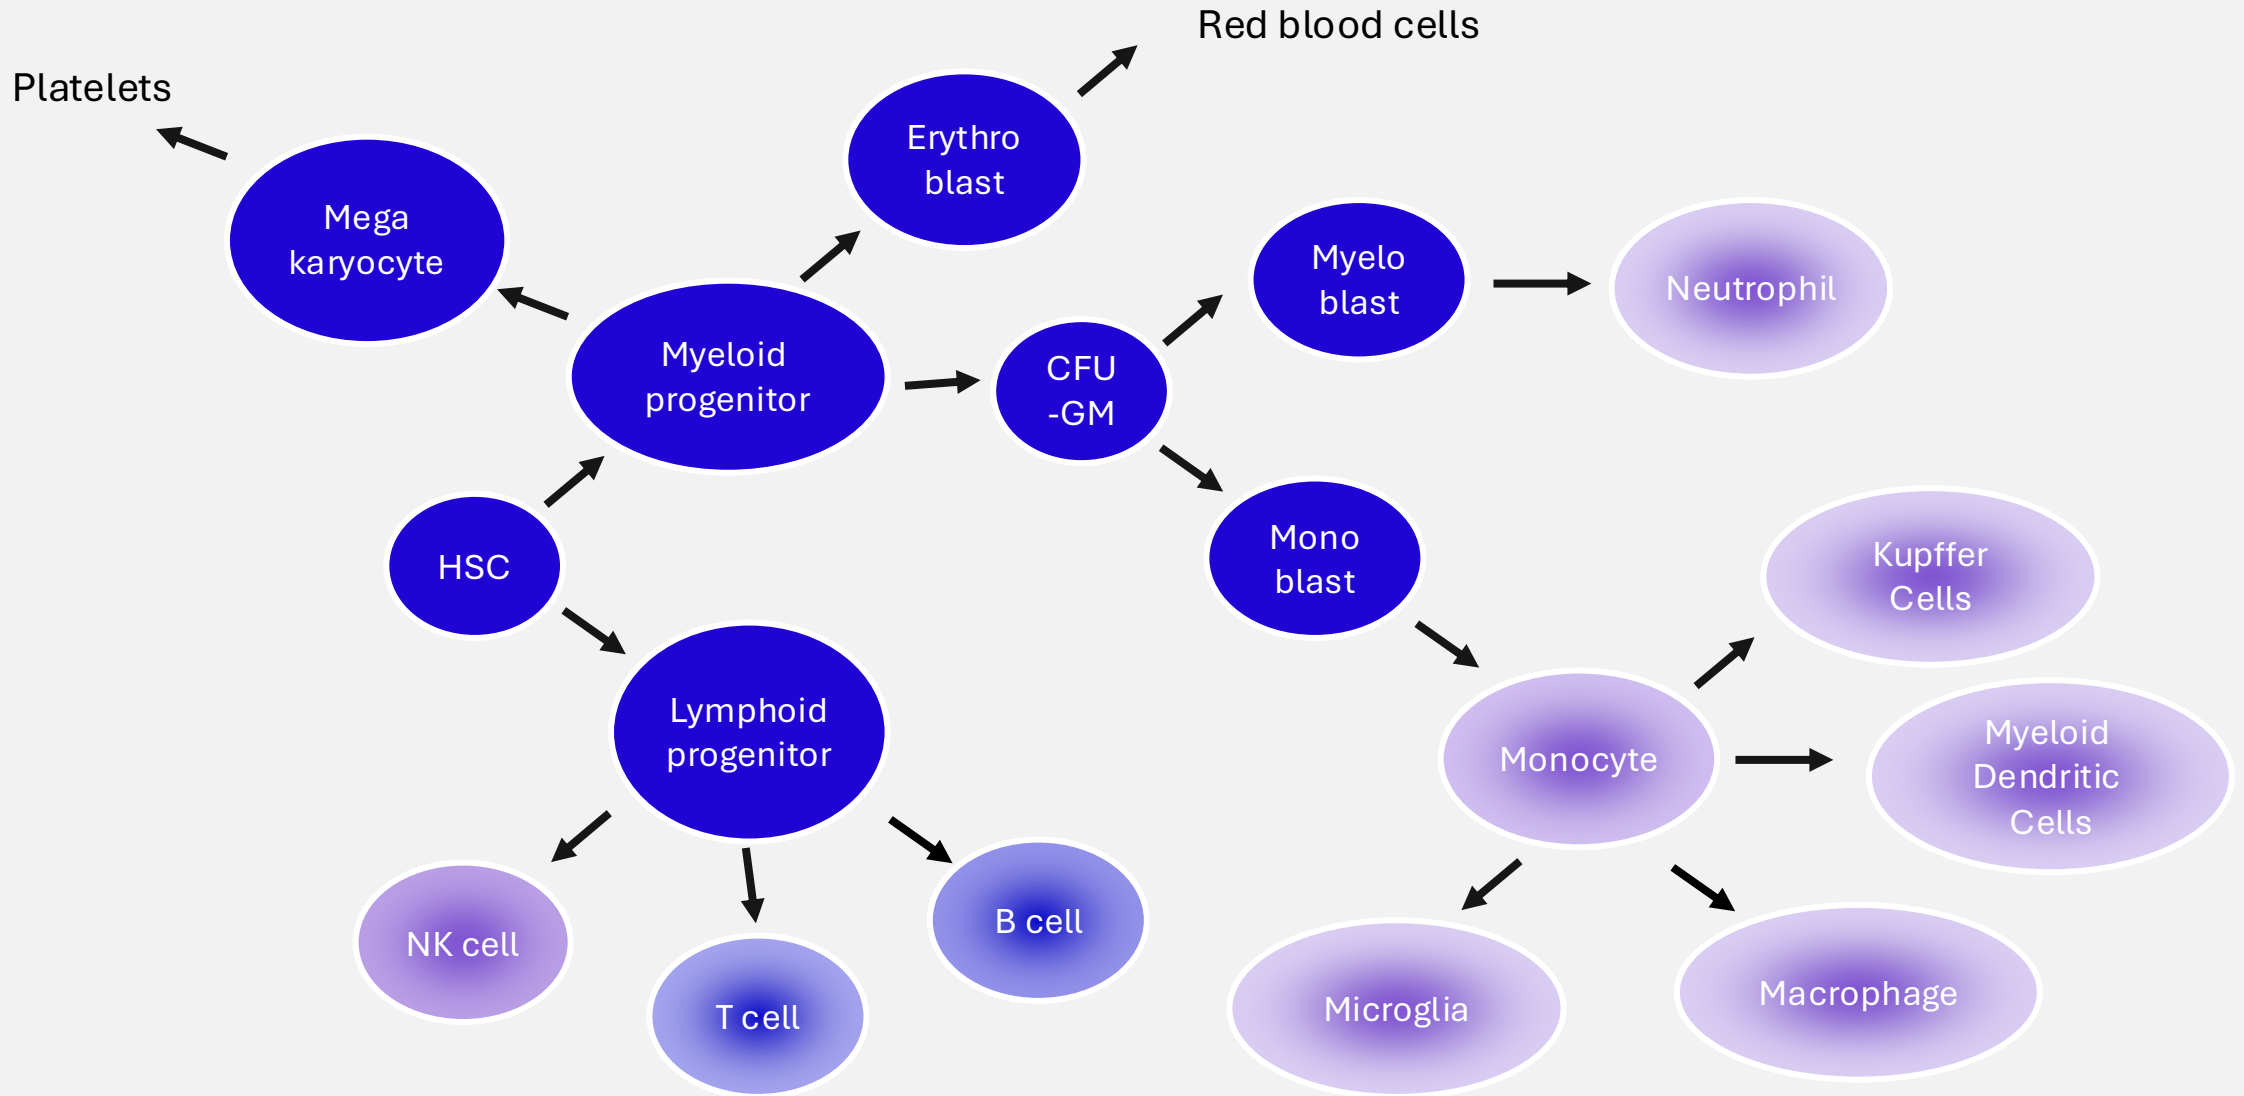 Red blood cells
Platelets
Erythro
blast
Mega
karyocyte
Myelo
blast
Neutrophil
Myeloid
progenitor
CFU
-GM
HSC
Mono
blast
Kupffer
Cells
Lymphoid
progenitor
Monocyte
Myeloid
Dendritic
Cells
NK cell
B cell
T cell
Microglia
Macrophage